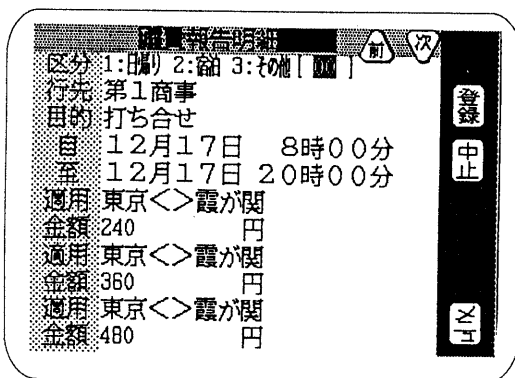 報告明細
前 次
区分 1:日帰り 2:宿泊 3:その他 [ ]
行先 第1商事
目的 打ち合せ
自 12月17日 8時00分
至 12月17日 20時00分
適用 東京<>霞が関
金額 240 円
適用 東京<>霞が関
金額 360 円
適用 東京<>霞が関
金額 480 円
登録
中止
メニュー